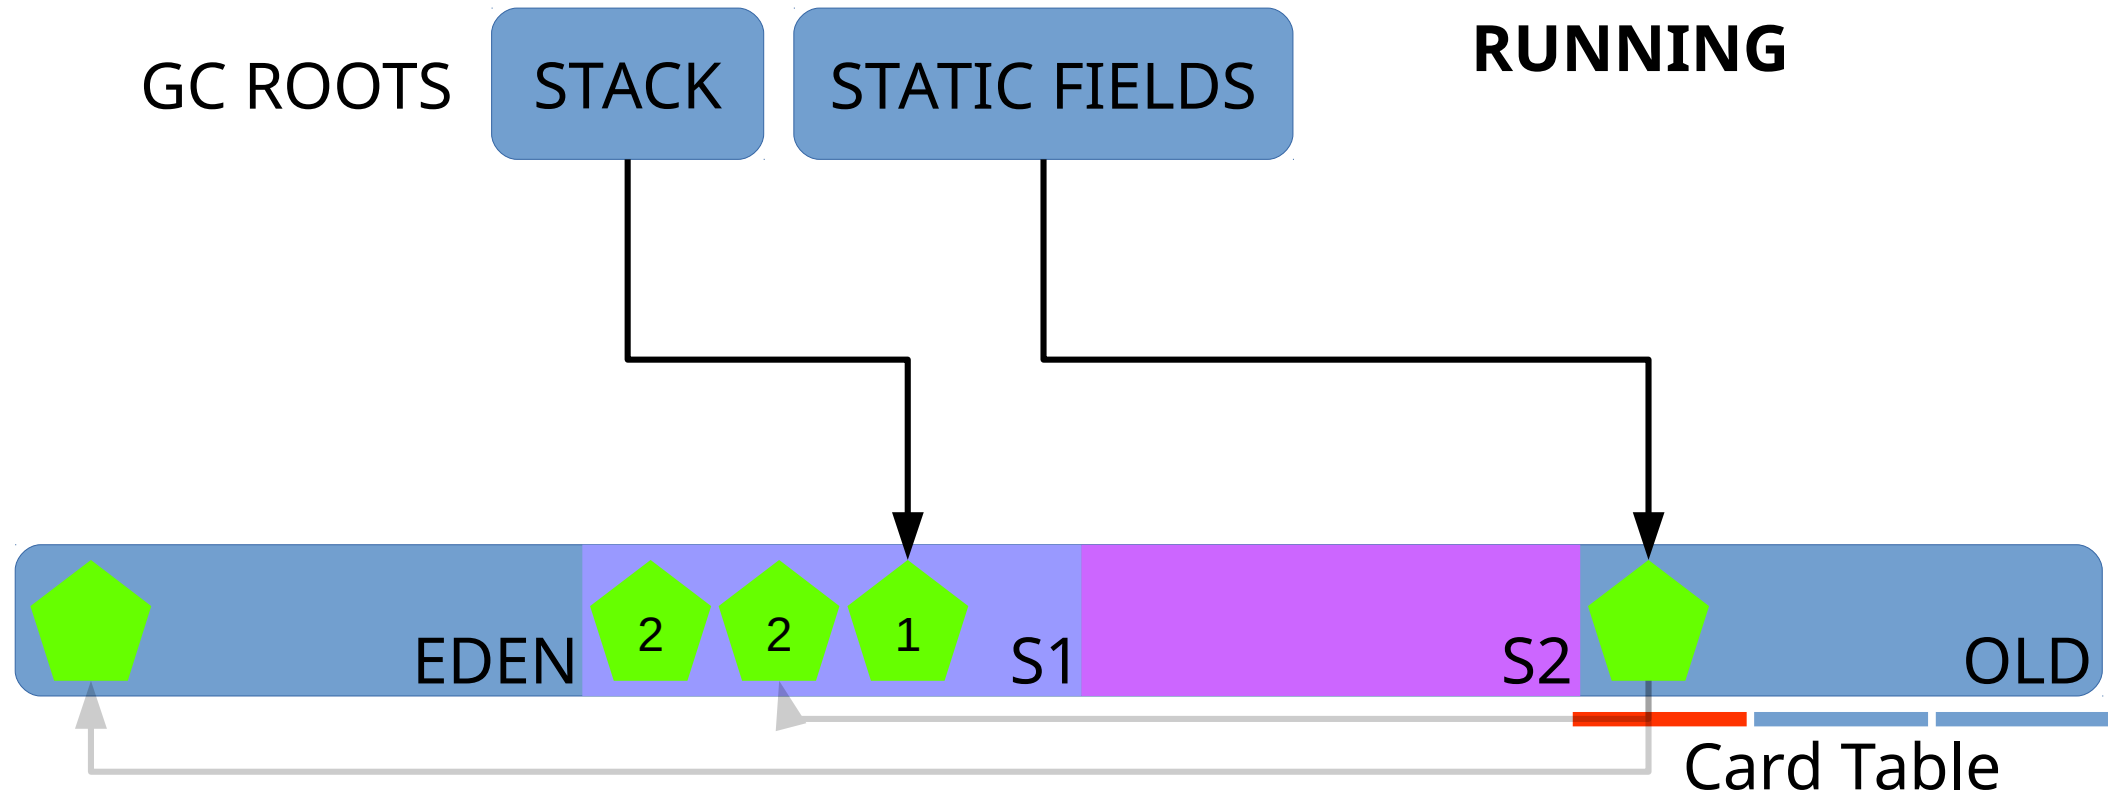 GC ROOTS
STACK
STATIC FIELDS
RUNNING
EDEN
2
2
1
S1
S2
OLD
Card Table